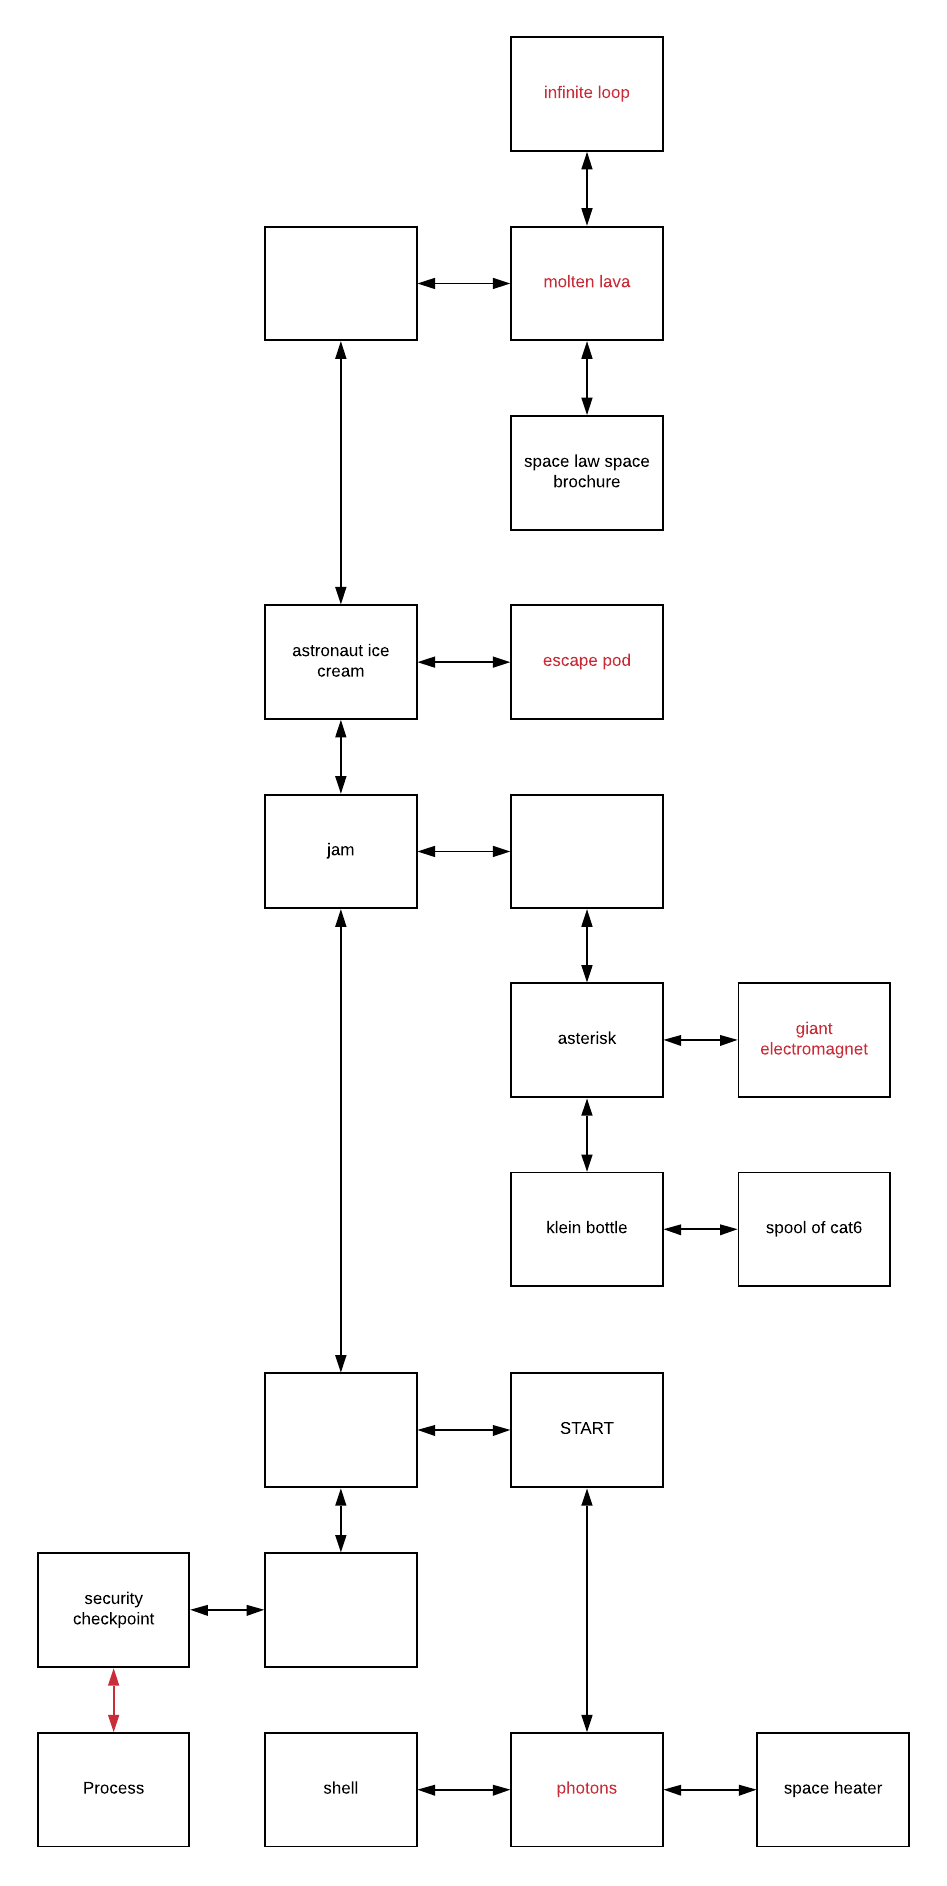 infinite loop
molten lava
space law space
brochure
astronaut ice
cream
escape pod
jam
asterisk
giant
electromagnet
klein bottle
spool of cat6
START
security
checkpoint
Process
shell
photons
space heater